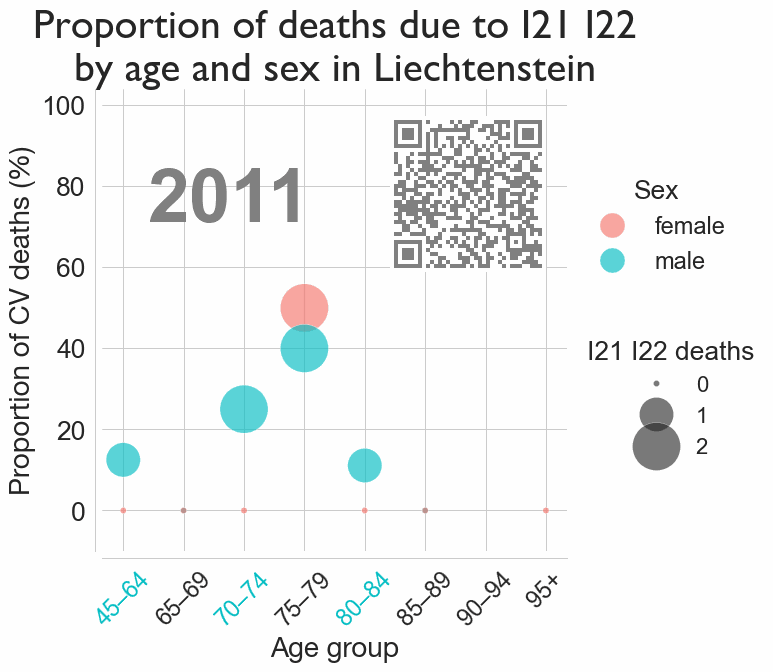 Proportion of deaths due to I21 I22
by age and sex in Liechtenstein
Proportion of CV deaths (%)
100
80
60
40
20
0
2011
45–64
65–69
70–74
75–79
80–84
85–89
90–94
95+
Age group
Sex
female
male
I21 I22 deaths
0
1
2